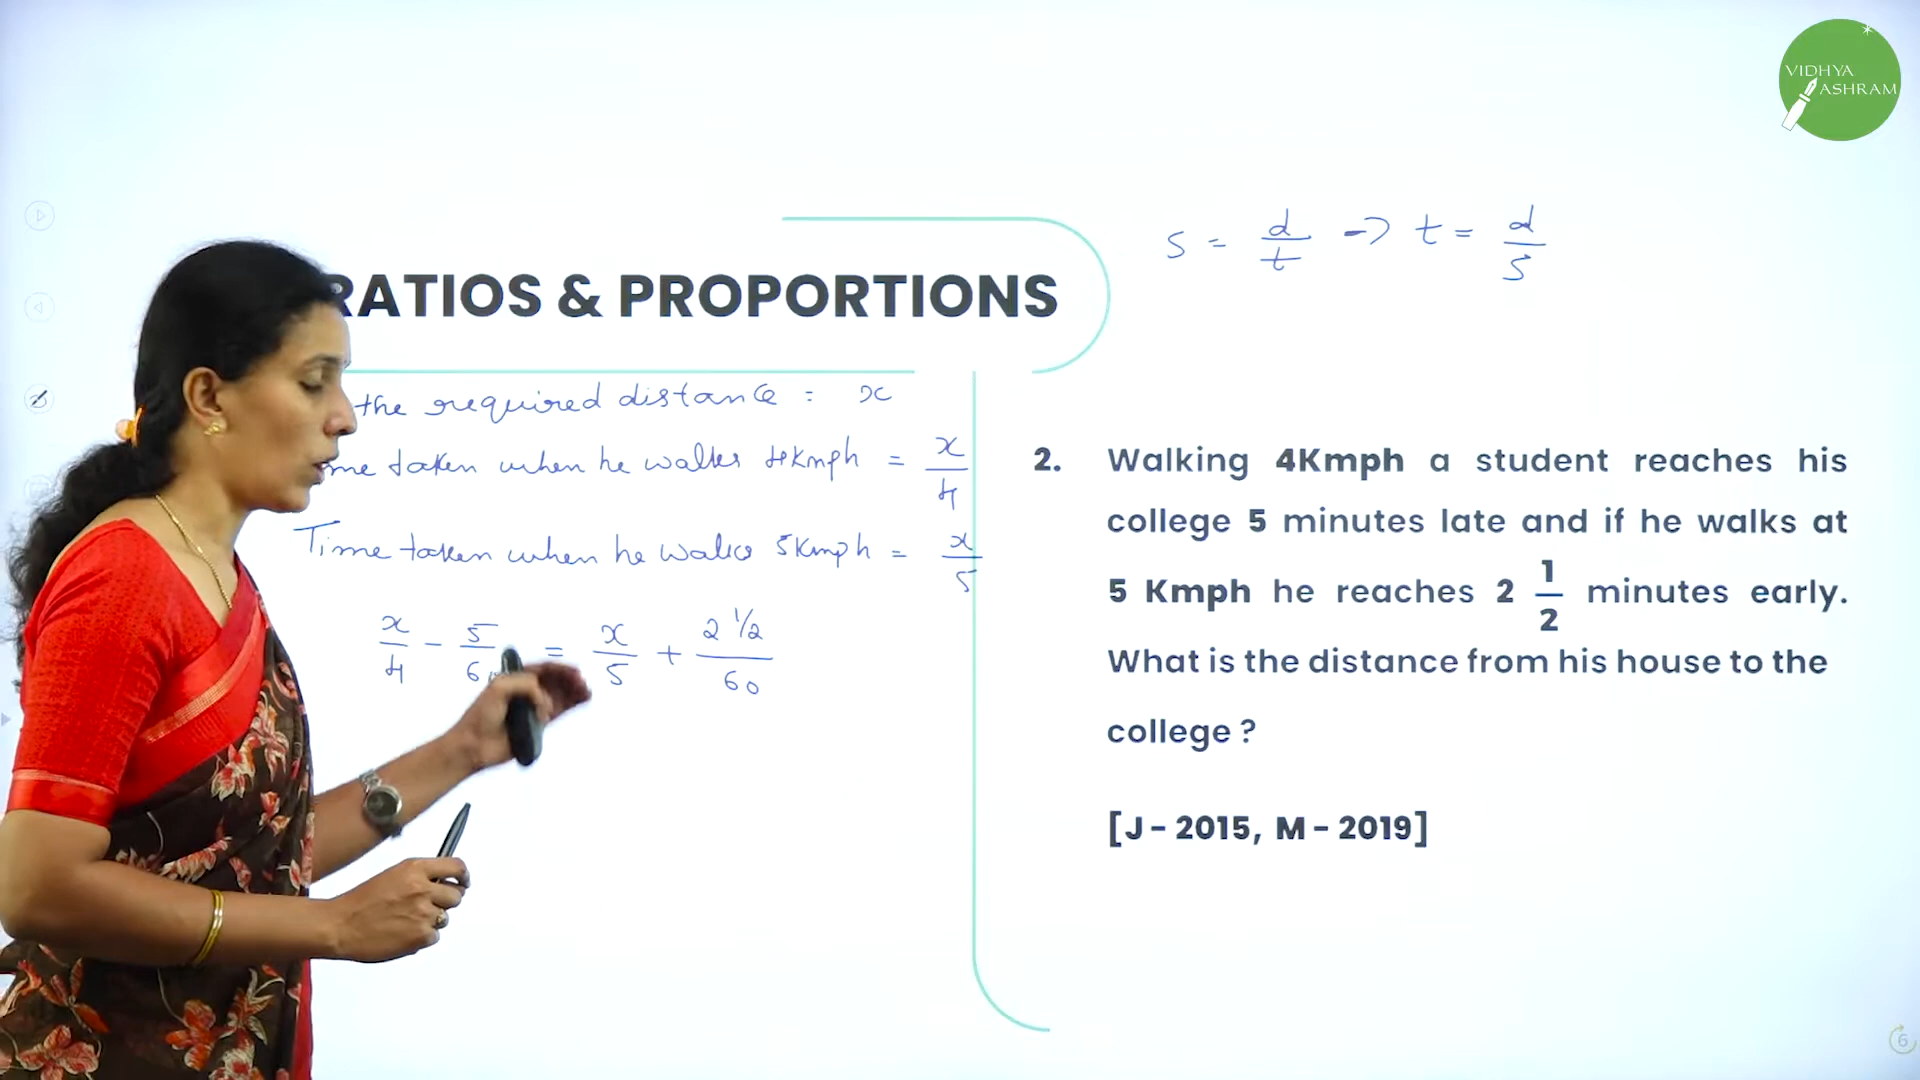 VIDHYA
ASHRAM
s = d/t -> t = d/s
RATIOS & PROPORTIONS
the required distance = x
me taken when he walks 4Kmph = x/4
Time taken when he walks 5Kmph = x/5
x/4 - 5/60 = x/5 + 2 1/2/60
2. Walking 4Kmph a student reaches his
college 5 minutes late and if he walks at
5 Kmph he reaches 2 1/2 minutes early.
What is the distance from his house to the
college ?
[J - 2015, M - 2019]
6